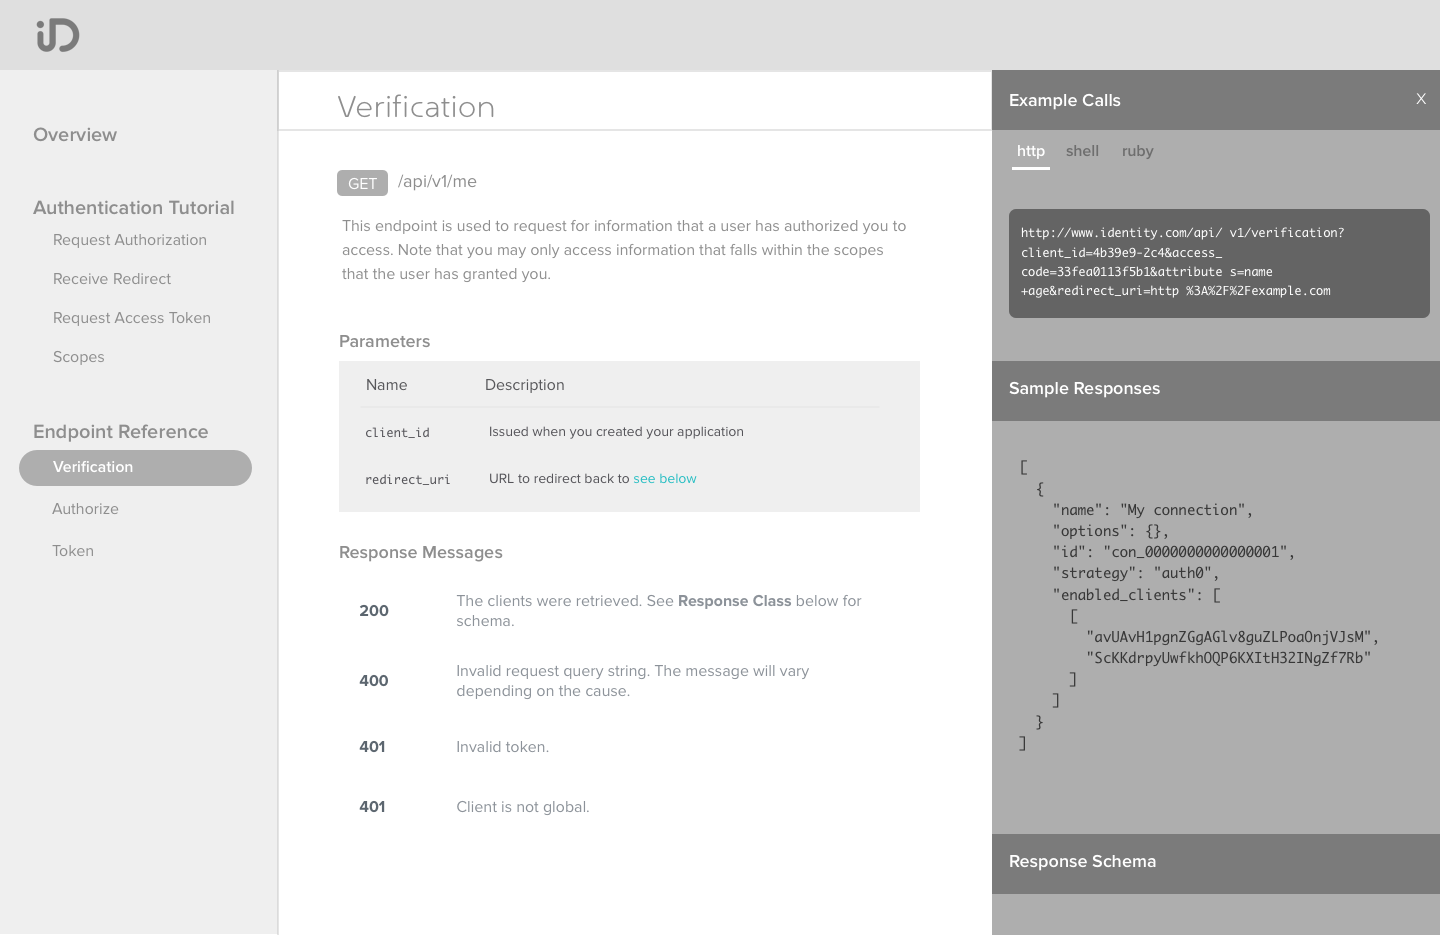 iD
Overview
Authentication Tutorial
Request Authorization
Receive Redirect
Request Access Token
Scopes
Endpoint Reference
Verification
Authorize
Token
Verification
GET /api/v1/me
This endpoint is used to request for information that a user has authorized you to
access. Note that you may only access information that falls within the scopes
that the user has granted you.
Parameters
Name Description
client_id Issued when you created your application
redirect_uri URL to redirect back to see below
Response Messages
200 The clients were retrieved. See Response Class below for
schema.
400 Invalid request query string. The message will vary
depending on the cause.
401 Invalid token.
401 Client is not global.
Example Calls X
http shell ruby
http://www.identity.com/api/ v1/verification?
client_id=4b39e9-2c4&access_
code=33fea0113f5b1&attribute s=name
+age&redirect_uri=http %3A%2F%2Fexample.com
Sample Responses
[
{
"name": "My connection",
"options": {},
"id": "con_0000000000000001",
"strategy": "auth0",
"enabled_clients": [
[
"avUAvH1pgnZGgAGlv8guZLPoaOnjVJsM",
"ScKKdrpyUwfkhOQP6KXItH32INgZf7Rb"
]
]
}
]
Response Schema